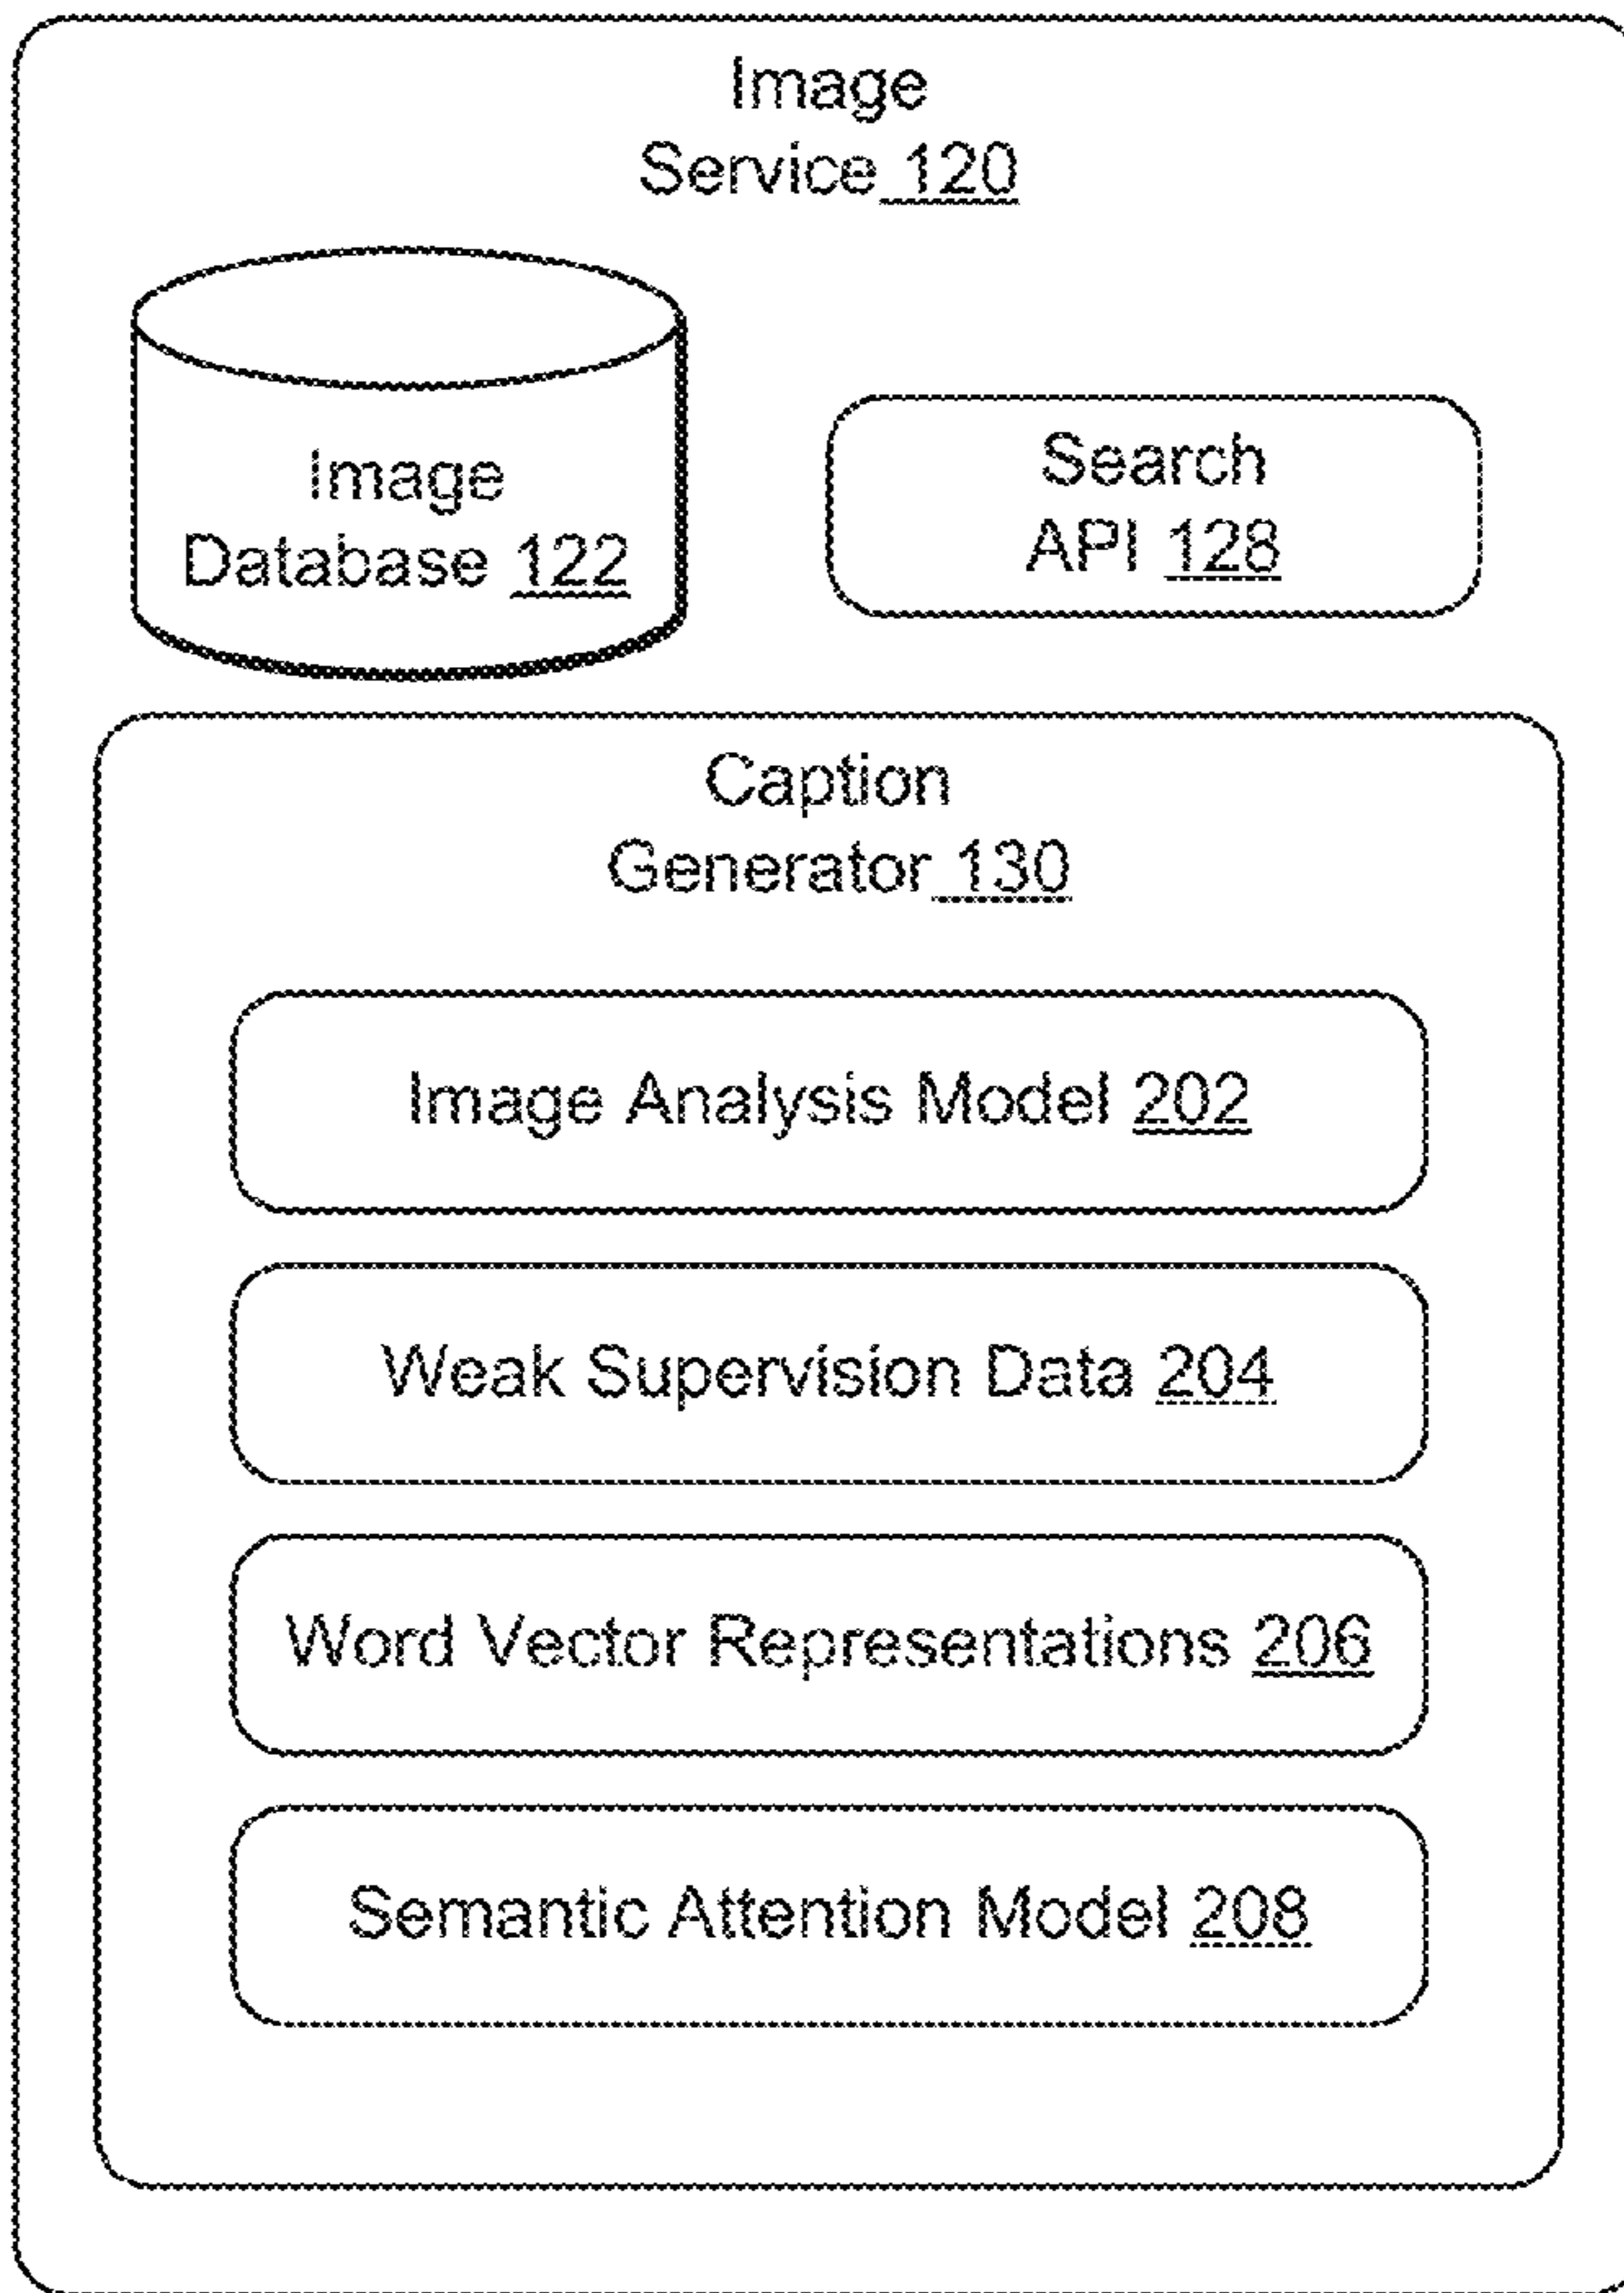 Image
Service 120
Image
Database 122
Search
API 128
Caption
Generator 130
Image Analysis Model 202
Weak Supervision Data 204
Word Vector Representations 206
Semantic Attention Model 208